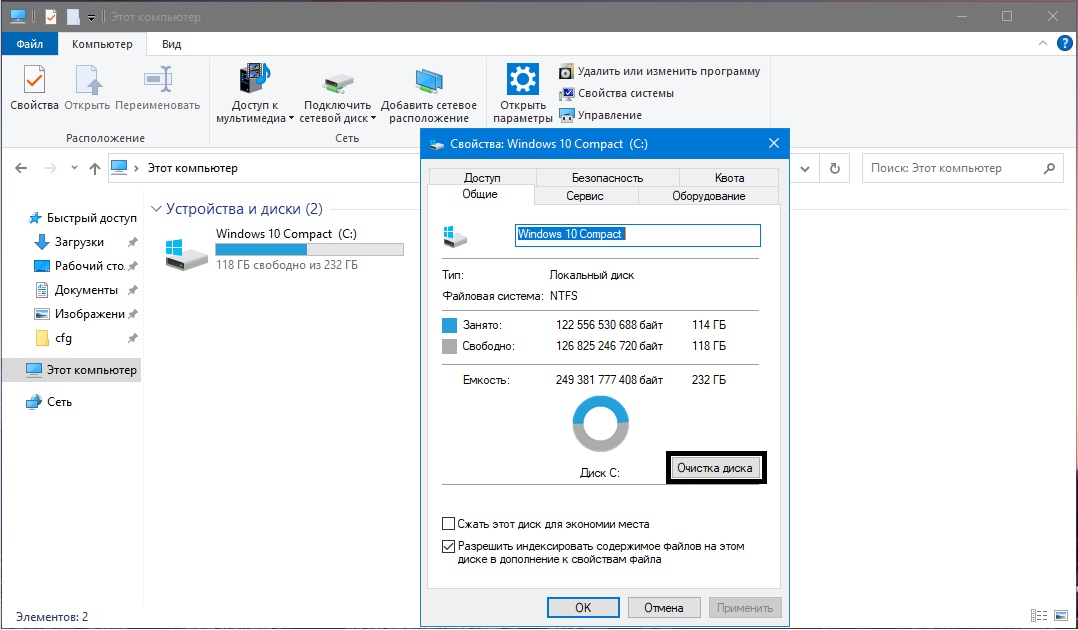 Этот компьютер
Файл
Компьютер
Вид
?
Свойства
Открыть
Переименовать
Расположение
Доступ к
мультимедиа
Подключить
сетевой диск
Добавить сетевое
расположение
Сеть
Открыть
параметры
Удалить или изменить программу
Свойства системы
Управление
Этот компьютер
Поиск: Этот компьютер
Быстрый доступ
Загрузки
Рабочий сто.
Документы
Изображени
cfg
Этот компьютер
Сеть
Устройства и диски (2)
Windows 10 Compact (C:)
118 ГБ свободно из 232 ГБ
Свойства: Windows 10 Compact (C:)
Доступ
Безопасность
Квота
Общие
Сервис
Оборудование
Windows 10 Compact
Тип: Локальный диск
Файловая система: NTFS
Занято: 122 556 530 688 байт 114 ГБ
Свободно: 126 825 246 720 байт 118 ГБ
Емкость: 249 381 777 408 байт 232 ГБ
Диск C:
Очистка диска
Сжать этот диск для экономии места
Разрешить индексировать содержимое файлов на этом
диске в дополнение к свойствам файла
OK
Отмена
Применить
Элементов: 2